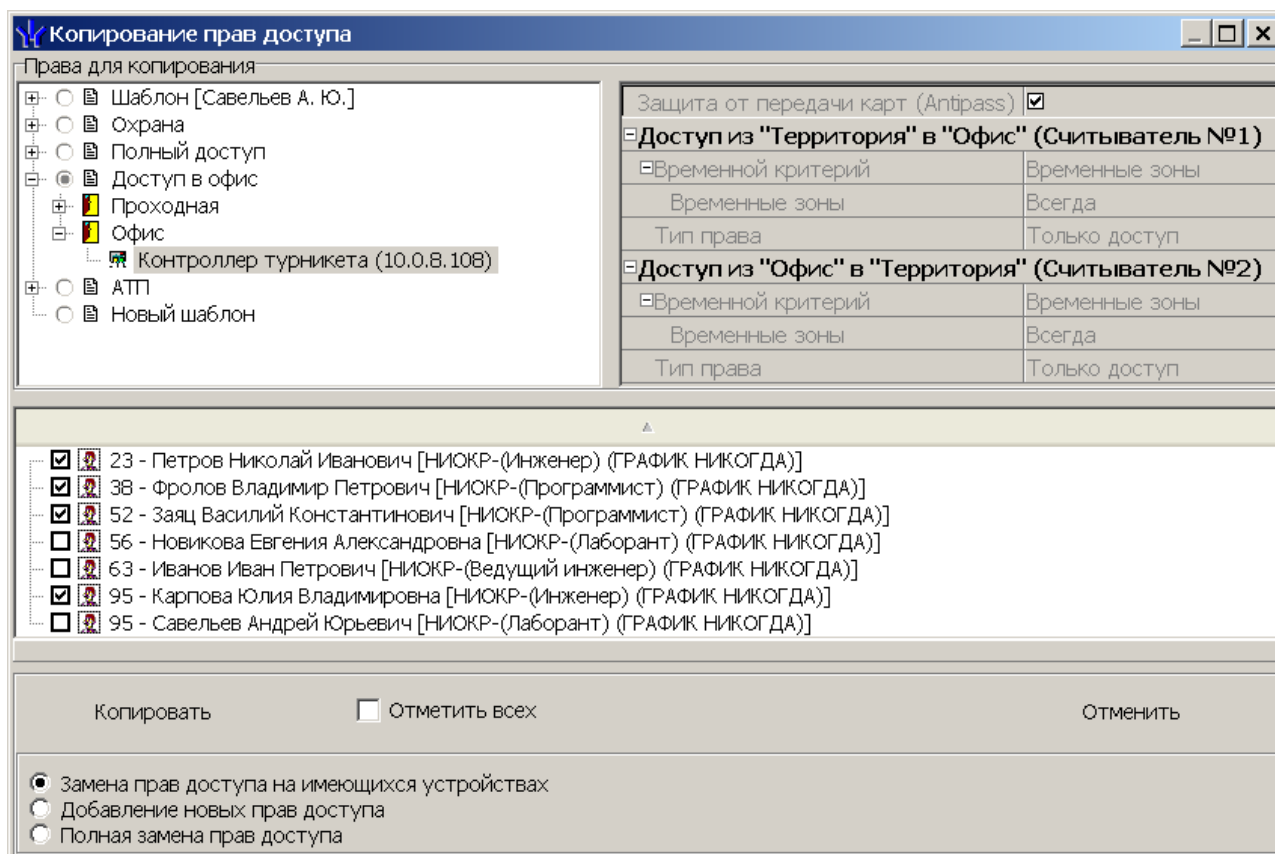 Копирование прав доступа
Права для копирования
Шаблон [Савельев А. Ю.]
Охрана
Полный доступ
Доступ в офис
Проходная
Офис
Контроллер турникета (10.0.8.108)
АТП
Новый шаблон
Защита от передачи карт (Antipass)
Доступ из "Территория" в "Офис" (Считыватель №1)
Временной критерий Временные зоны
Временные зоны Всегда
Тип права Только доступ
Доступ из "Офис" в "Территория" (Считыватель №2)
Временной критерий Временные зоны
Временные зоны Всегда
Тип права Только доступ
23 - Петров Николай Иванович [НИОКР-(Инженер) (ГРАФИК НИКОГДА)]
38 - Фролов Владимир Петрович [НИОКР-(Программист) (ГРАФИК НИКОГДА)]
52 - Заяц Василий Константинович [НИОКР-(Программист) (ГРАФИК НИКОГДА)]
56 - Новикова Евгения Александровна [НИОКР-(Лаборант) (ГРАФИК НИКОГДА)]
63 - Иванов Иван Петрович [НИОКР-(Ведущий инженер) (ГРАФИК НИКОГДА)]
95 - Карпова Юлия Владимировна [НИОКР-(Инженер) (ГРАФИК НИКОГДА)]
95 - Савельев Андрей Юрьевич [НИОКР-(Лаборант) (ГРАФИК НИКОГДА)]
Копировать Отметить всех Отменить
Замена прав доступа на имеющихся устройствах
Добавление новых прав доступа
Полная замена прав доступа